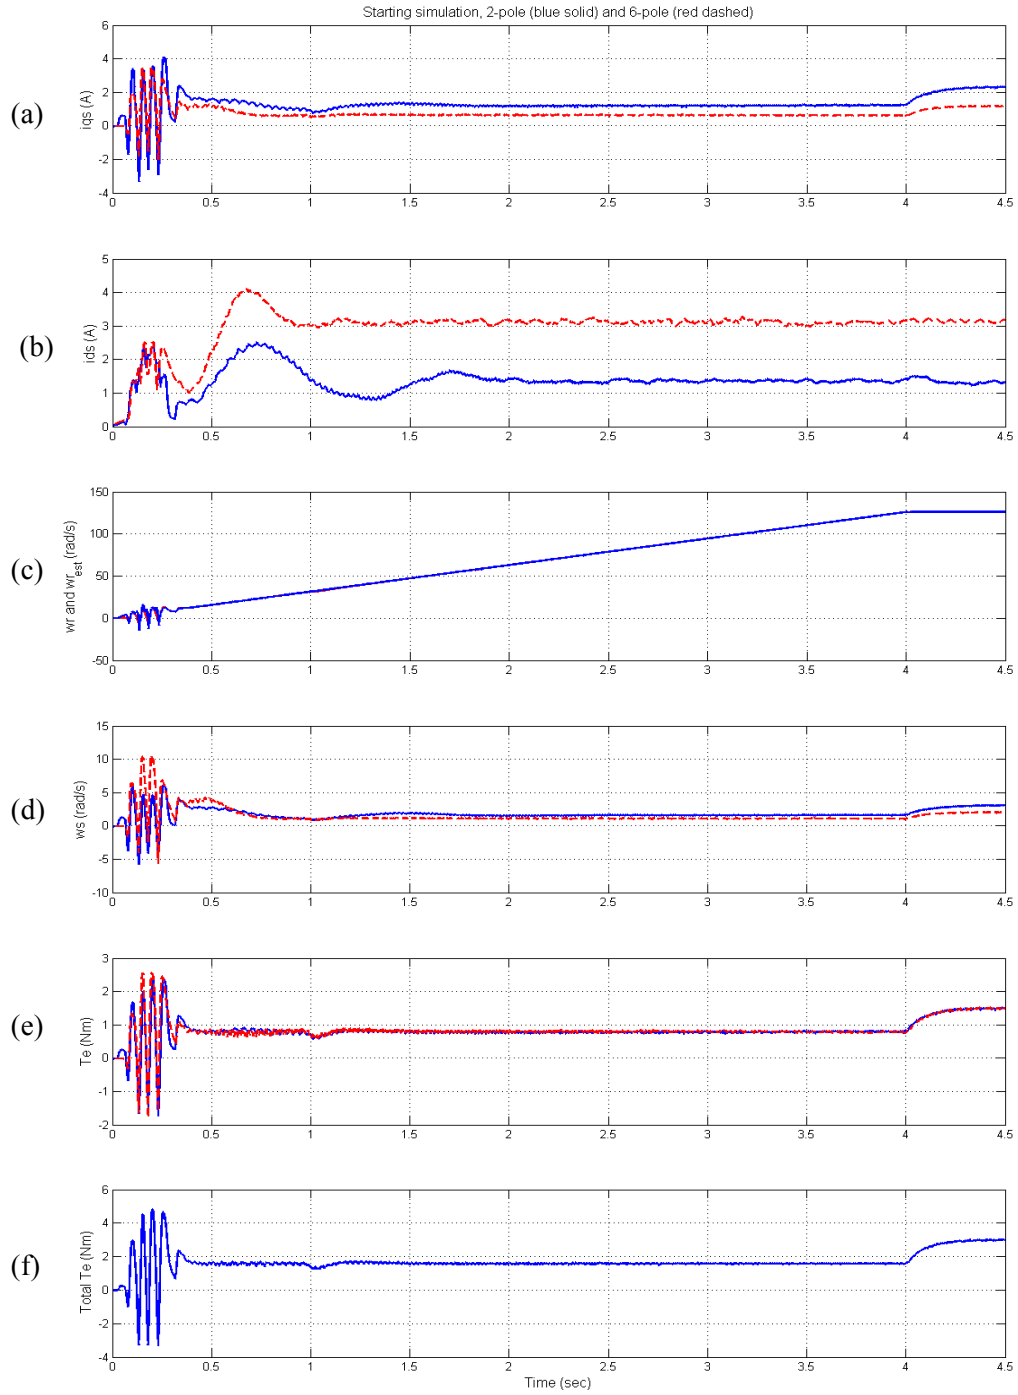 Starting simulation, 2-pole (blue solid) and 6-pole (red dashed)
(a)
iqs (A)
6
4
2
0
-2
-4
0 0.5 1 1.5 2 2.5 3 3.5 4 4.5
(b)
ids (A)
5
4
3
2
1
0
0 0.5 1 1.5 2 2.5 3 3.5 4 4.5
(c)
wr and wr_est (rad/s)
150
100
50
0
-50
0 0.5 1 1.5 2 2.5 3 3.5 4 4.5
(d)
ws (rad/s)
15
10
5
0
-5
-10
0 0.5 1 1.5 2 2.5 3 3.5 4 4.5
(e)
Te (Nm)
3
2
1
0
-1
-2
0 0.5 1 1.5 2 2.5 3 3.5 4 4.5
(f)
Total Te (Nm)
6
4
2
0
-2
-4
0 0.5 1 1.5 2 2.5 3 3.5 4 4.5
Time (sec)